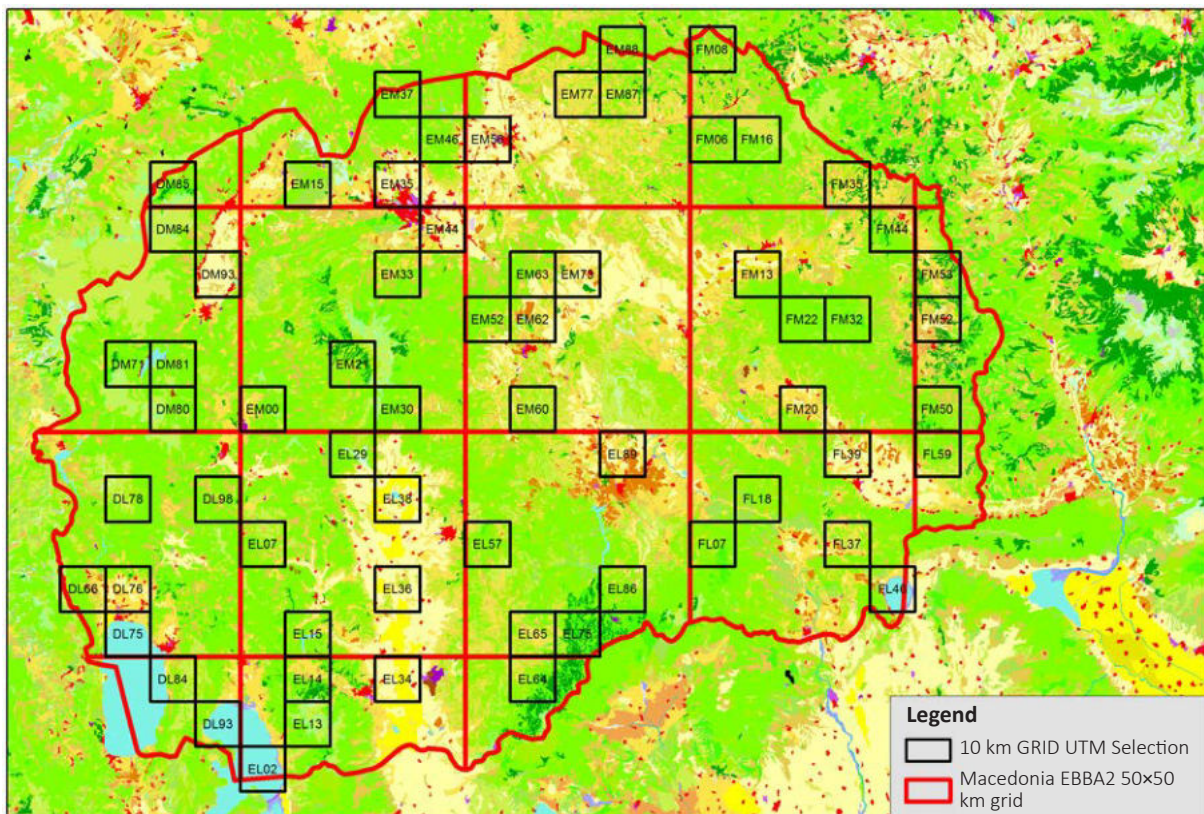 EM88 FM08
EM37 EM77 EM87
EM46 EM56 FM06 FM16
DM85 EM15 EM35 FM35
DM84 EM44 FM44
DM93 EM33 EM63 EM73 FM13 FM53
EM52 EM62 FM22 FM32 FM52
DM71 DM81 EM21
DM80 EM00 EM30 EM60 FM20 FM50
EL29 EL89 FL39 FL59
DL78 DL98 EL38 FL18
EL07 EL57 FL07 FL37
DL66 DL76 EL36 EL86 FL46
DL75 EL15 EL65 EL75
DL84 EL14 EL34 EL64
DL93 EL13
EL02
Legend
10 km GRID UTM Selection
Macedonia EBBA2 50×50
km grid